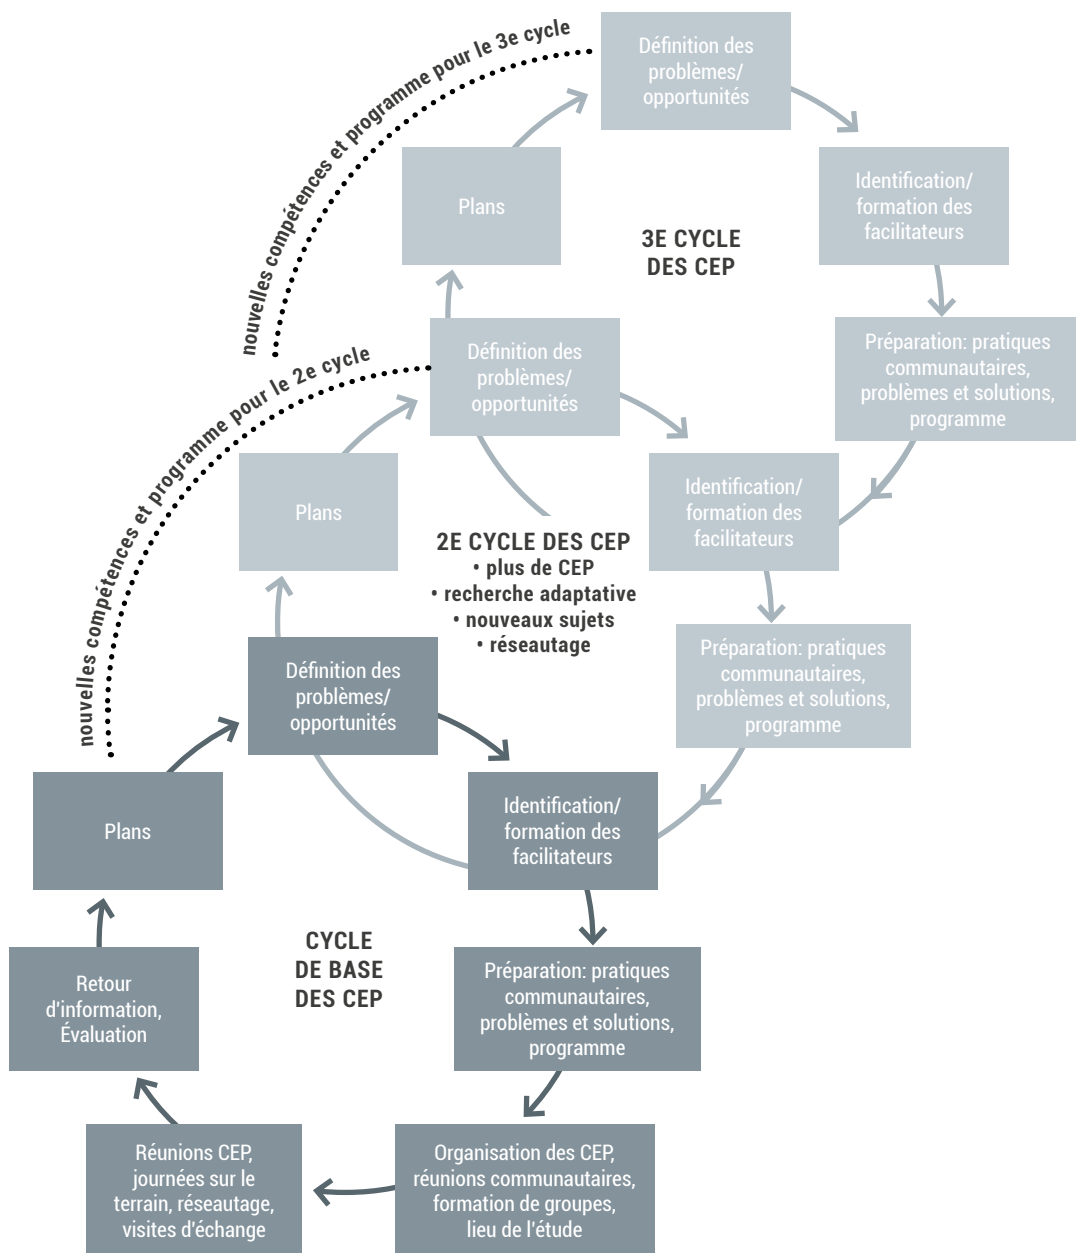 nouvelles compétences et programme pour le 3e cycle
Définition des
problèmes/
opportunités
Plans
Identification/
formation des
facilitateurs
3E CYCLE
DES CEP
Préparation: pratiques
communautaires,
problèmes et solutions,
programme
nouvelles compétences et programme pour le 2e cycle
Définition des
problèmes/
opportunités
Plans
Identification/
formation des
facilitateurs
2E CYCLE DES CEP
• plus de CEP
• recherche adaptative
• nouveaux sujets
• réseautage
Préparation: pratiques
communautaires,
problèmes et solutions,
programme
Définition des
problèmes/
opportunités
Plans
Identification/
formation des
facilitateurs
CYCLE
DE BASE
DES CEP
Préparation: pratiques
communautaires,
problèmes et solutions,
programme
Retour
d'information,
Évaluation
Réunions CEP,
journées sur le
terrain, réseautage,
visites d'échange
Organisation des CEP,
réunions communautaires,
formation de groupes,
lieu de l'étude